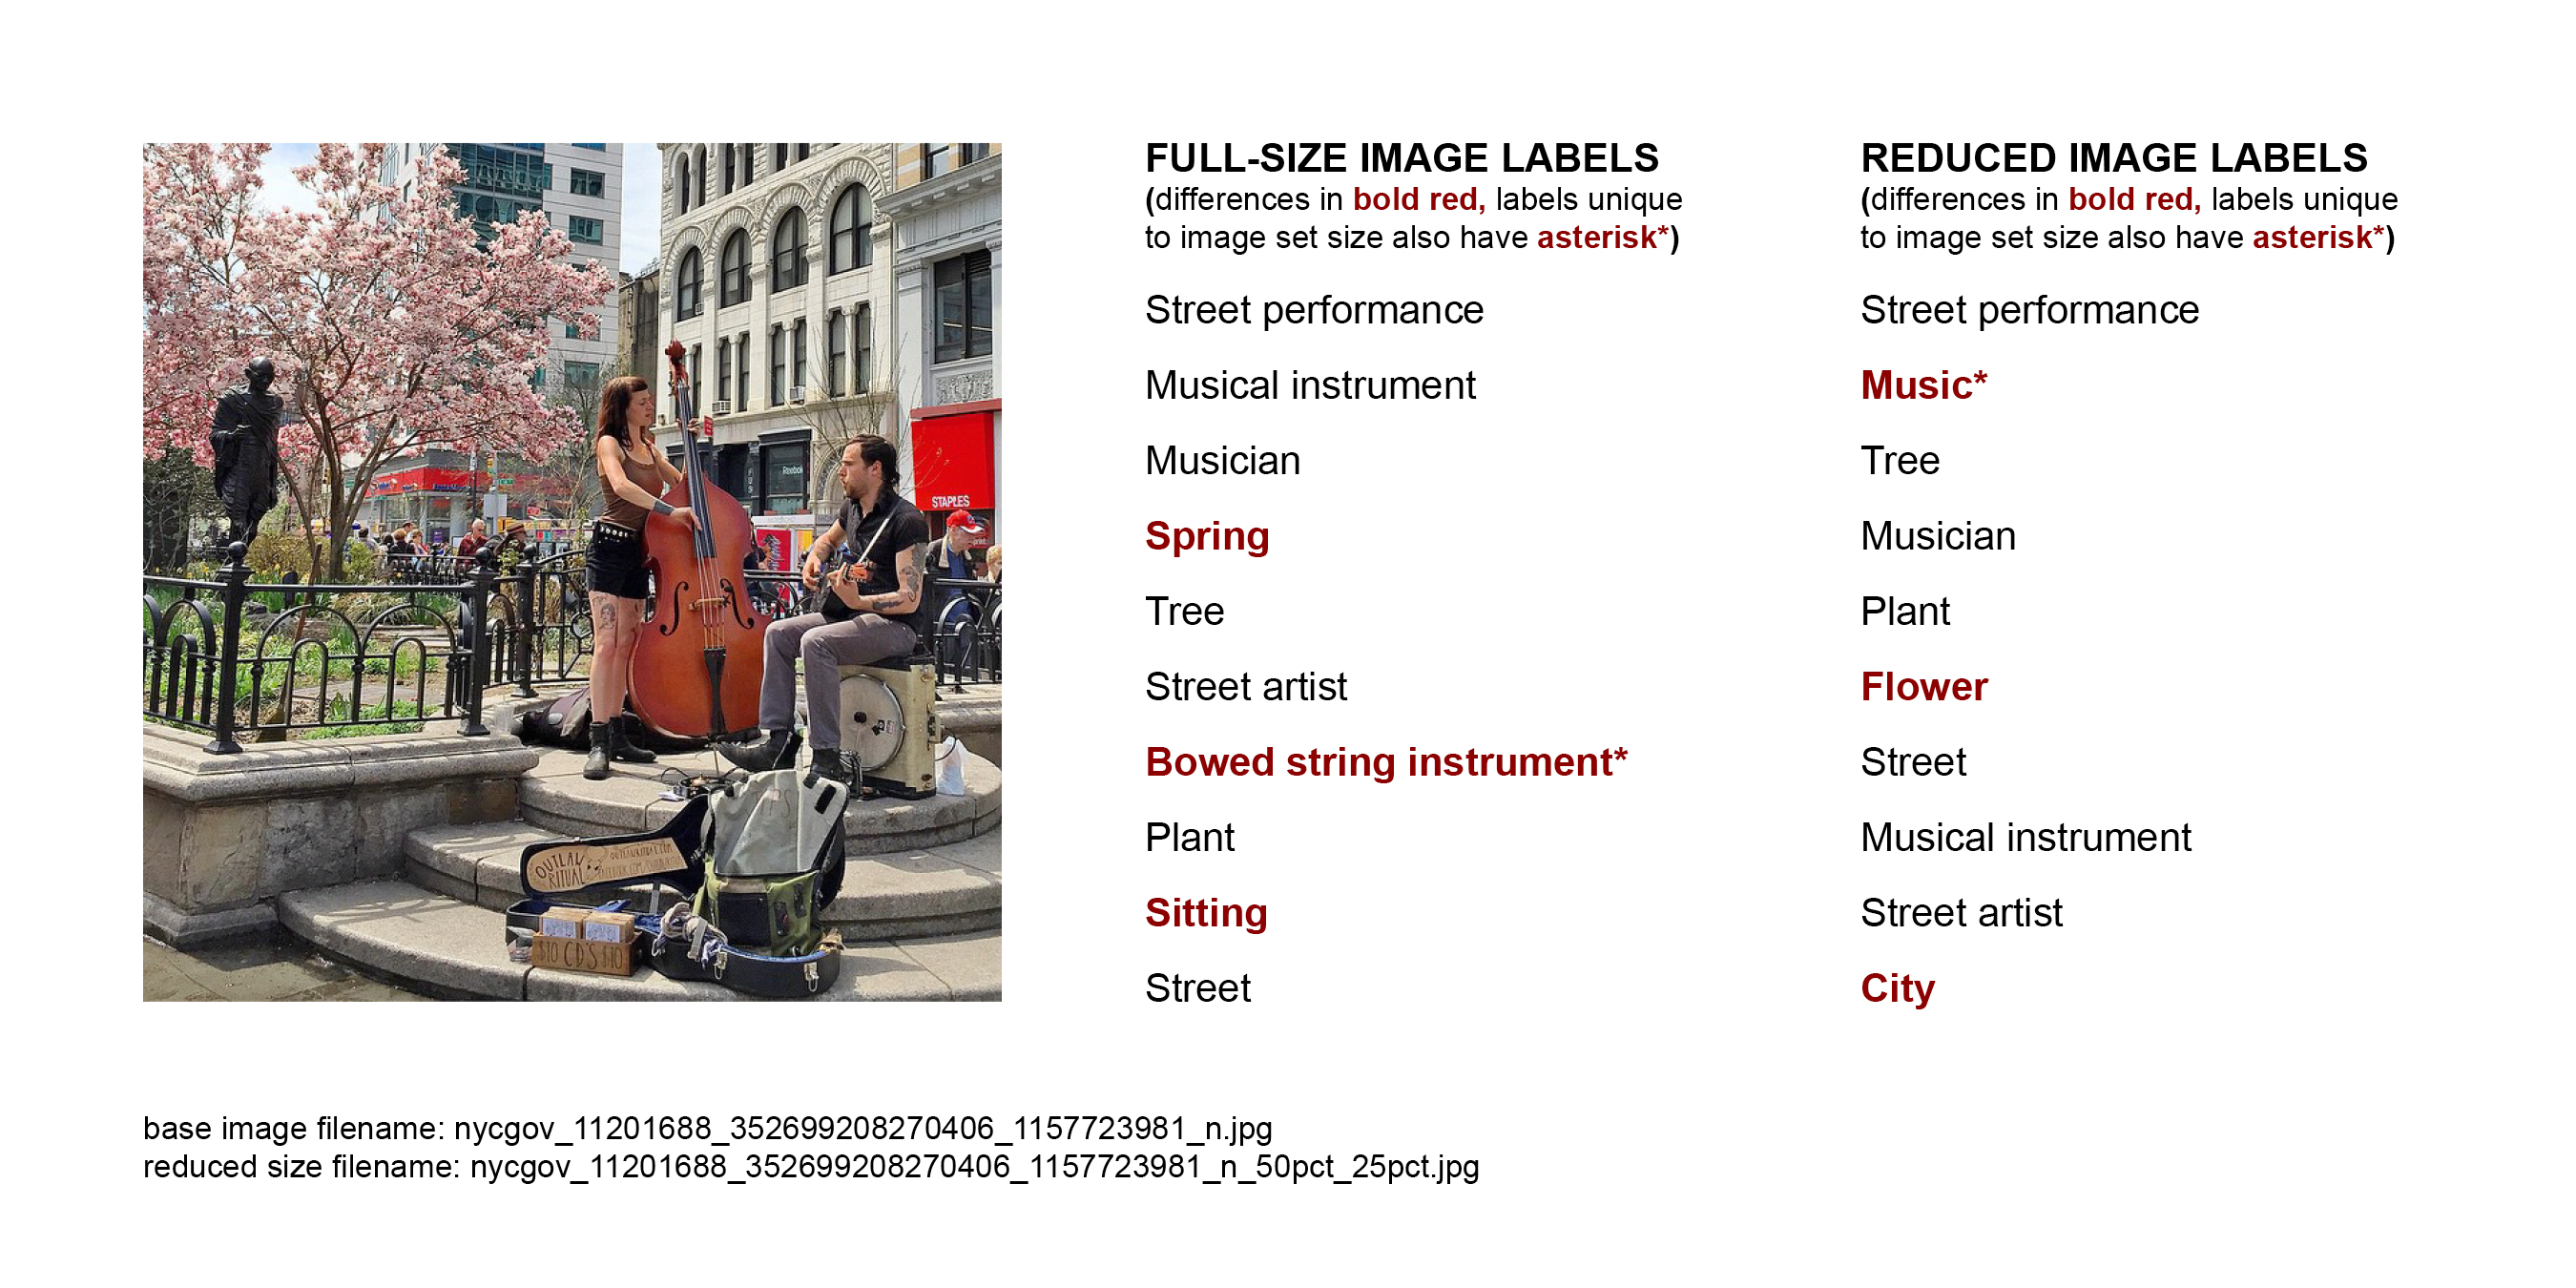 FULL-SIZE IMAGE LABELS
(differences in bold red, labels unique
to image set size also have asterisk*)
Street performance
Musical instrument
Musician
Spring
Tree
Street artist
Bowed string instrument*
Plant
Sitting
Street
REDUCED IMAGE LABELS
(differences in bold red, labels unique
to image set size also have asterisk*)
Street performance
Music*
Tree
Musician
Plant
Flower
Street
Musical instrument
Street artist
City
Reebok
STAPLES
OUTLAW
RITUAL
$10 CD'S $10
base image filename: nycgov_11201688_352699208270406_1157723981_n.jpg
reduced size filename: nycgov_11201688_352699208270406_1157723981_n_50pct_25pct.jpg